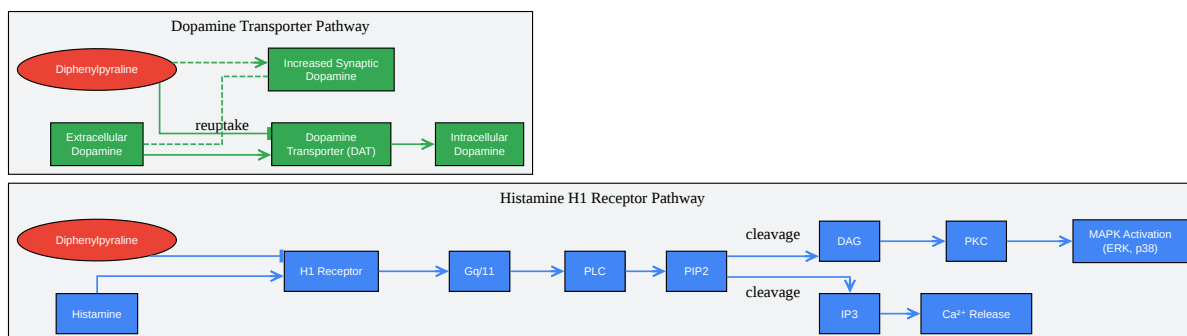 Dopamine Transporter Pathway
Diphenylpyraline
Increased Synaptic
Dopamine
reuptake
Extracellular
Dopamine
Dopamine
Transporter (DAT)
Intracellular
Dopamine
Histamine H1 Receptor Pathway
Diphenylpyraline
cleavage
DAG
PKC
MAPK Activation
(ERK, p38)
H1 Receptor
Gq/11
PLC
PIP2
cleavage
Histamine
IP3
Ca²⁺ Release